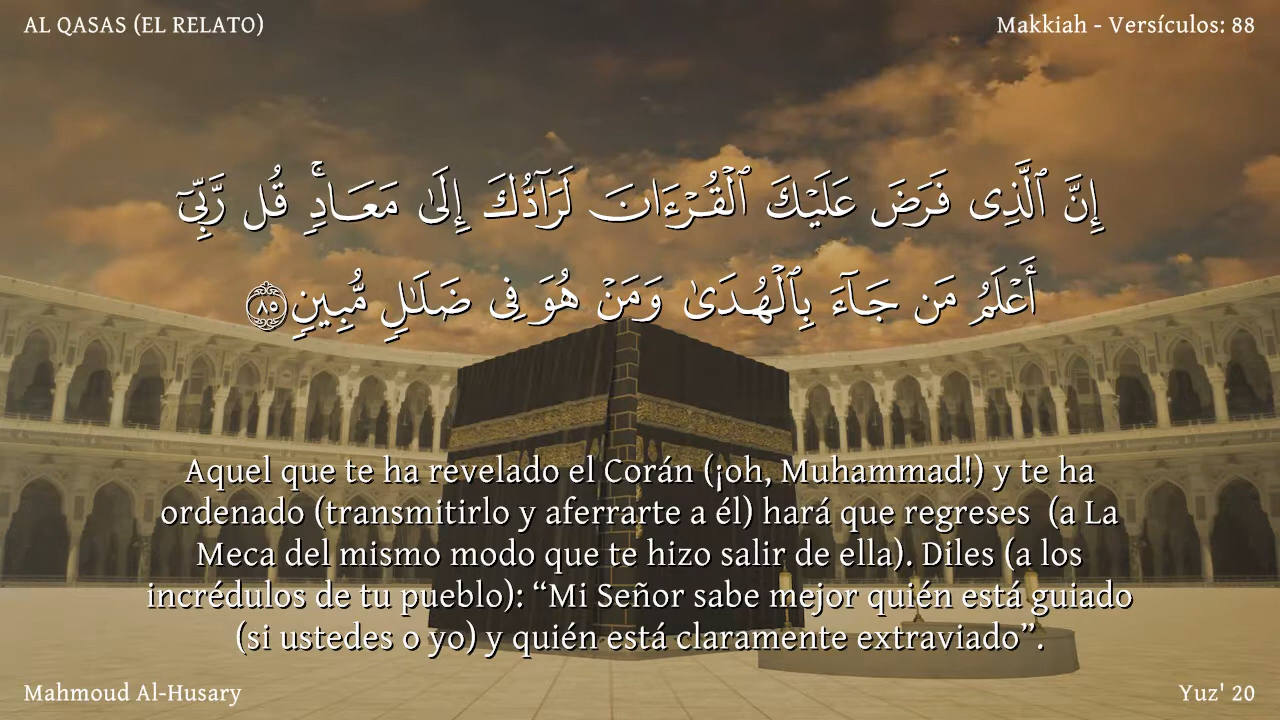 AL QASAS (EL RELATO)
Makkiah - Versículos: 88
إِنَّ ٱلَّذِى فَرَضَ عَلَيْكَ ٱلْقُرْءَانَ لَرَآدُّكَ إِلَىٰ مَعَادٍۚ قُل رَّبِّىٓ
أَعْلَمُ مَن جَآءَ بِٱلْهُدَىٰ وَمَنْ هُوَ فِى ضَلَـٰلٍ مُّبِينٍ ٨٥
Aquel que te ha revelado el Corán (¡oh, Muhammad!) y te ha
ordenado (transmitirlo y aferrarte a él) hará que regreses  (a La
Meca del mismo modo que te hizo salir de ella). Diles (a los
incrédulos de tu pueblo): “Mi Señor sabe mejor quién está guiado
(si ustedes o yo) y quién está claramente extraviado”.
Mahmoud Al-Husary
Yuz' 20